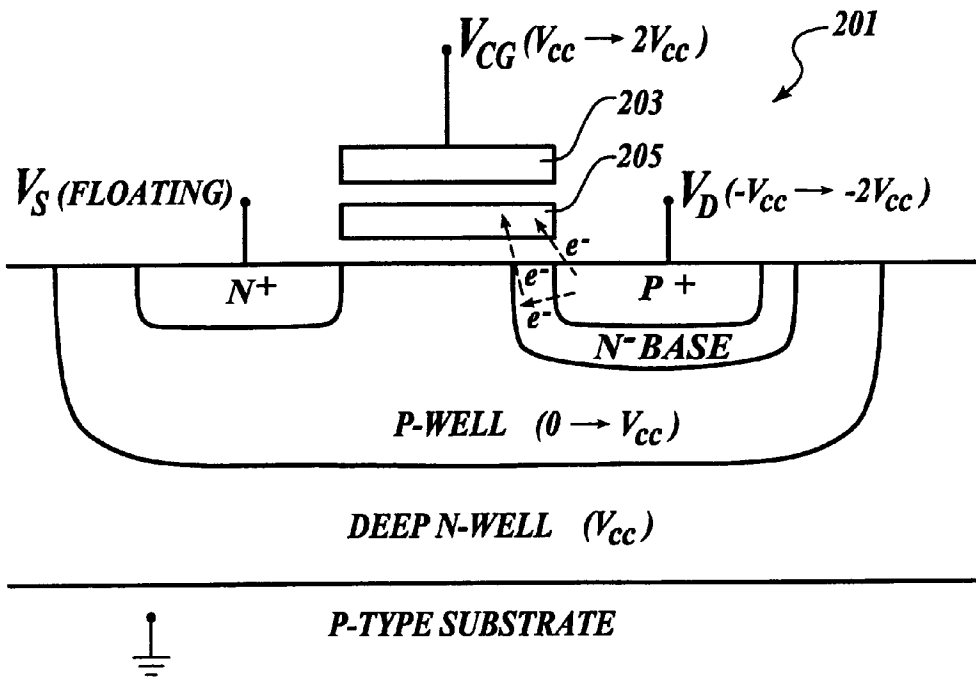 201
V_CG (V_cc → 2V_cc)
203
205
V_S (FLOATING)
V_D (-V_cc → -2V_cc)
e⁻
e⁻
e⁻
N+
P+
N⁻ BASE
P-WELL (0 → V_cc)
DEEP N-WELL (V_cc)
P-TYPE SUBSTRATE